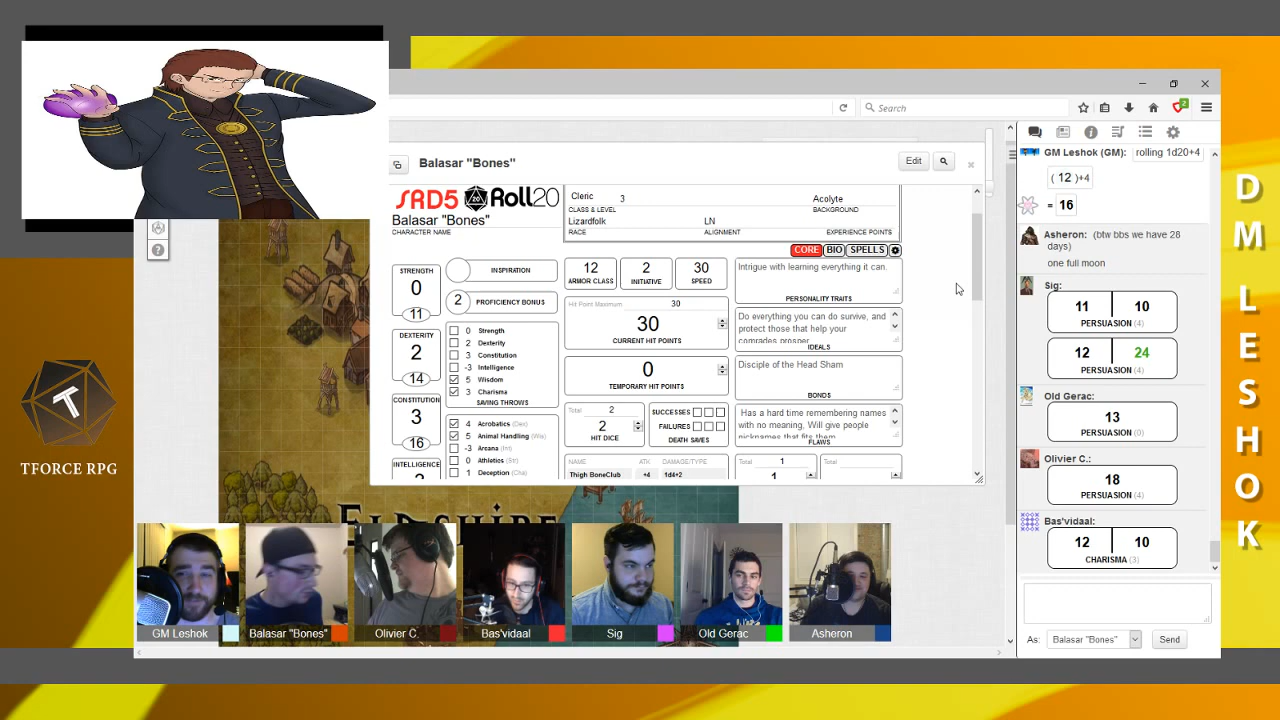 Search
2
Balasar "Bones"
Edit
SRD5 Roll20
Balasar "Bones"
CHARACTER NAME
Cleric 3 Acolyte
CLASS & LEVEL BACKGROUND
Lizardfolk LN
RACE ALIGNMENT EXPERIENCE POINTS
CORE BIO SPELLS
STRENGTH
0
11
DEXTERITY
2
14
CONSTITUTION
3
16
INTELLIGENCE
INSPIRATION
2 PROFICIENCY BONUS
0 Strength
2 Dexterity
3 Constitution
-3 Intelligence
5 Wisdom
3 Charisma
SAVING THROWS
4 Acrobatics (Dex)
5 Animal Handling (Wis)
-3 Arcana (Int)
0 Athletics (Str)
1 Deception (Cha)
12 2 30
ARMOR CLASS INITIATIVE SPEED
Hit Point Maximum 30
30
CURRENT HIT POINTS
0
TEMPORARY HIT POINTS
Total 2
2
HIT DICE
SUCCESSES
FAILURES
DEATH SAVES
NAME ATK DAMAGE/TYPE
Thigh BoneClub +4 1d4+2
Intrigue with learning everything it can.
PERSONALITY TRAITS
Do everything you can do survive, and
protect those that help your
comrades prosper
IDEALS
Disciple of the Head Sham
BONDS
Has a hard time remembering names
with no meaning, Will give people
nicknames that fits them
FLAWS
Total 1 Total
1
GM Leshok (GM): rolling 1d20+4
(12)+4
= 16
Asheron: (btw bbs we have 28
days)
one full moon
Sig:
11 10
PERSUASION (4)
12 24
PERSUASION (4)
Old Gerac:
13
PERSUASION (0)
Olivier C.:
18
PERSUASION (4)
Bas'vidaal:
12 10
CHARISMA (3)
As: Balasar "Bones" Send
T
TFORCE RPG
ELDSHIRE
GM Leshok
Balasar "Bones"
Olivier C.
Bas'vidaal
Sig
Old Gerac
Asheron
DM LESHOK